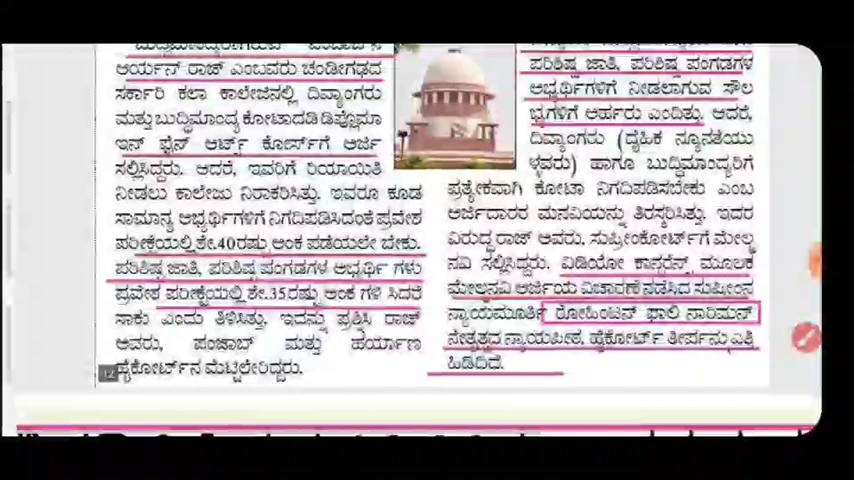 ಆರ್ಯನ್ ರಾಜ್ ಎಂಬವರು ಚಂಡೀಗಢದ
ಸರ್ಕಾರಿ ಕಲಾ ಕಾಲೇಜಿನಲ್ಲಿ ದಿವ್ಯಾಂಗರು
ಮತ್ತು ಬುದ್ಧಿಮಾಂದ್ಯ ಕೋಟಾದಡಿ ಡಿಪ್ಲೊಮಾ
ಇನ್ ಫೈನ್ ಆರ್ಟ್ಸ್ ಕೋರ್ಸ್‌ಗೆ ಅರ್ಜಿ
ಸಲ್ಲಿಸಿದ್ದರು. ಆದರೆ, ಇವರಿಗೆ ರಿಯಾಯಿತಿ
ನೀಡಲು ಕಾಲೇಜು ನಿರಾಕರಿಸಿತ್ತು. ಇವರೂ ಕೂಡ
ಸಾಮಾನ್ಯ ಅಭ್ಯರ್ಥಿಗಳಿಗೆ ನಿಗದಿಪಡಿಸಿದಂತೆ ಪ್ರವೇಶ
ಪರೀಕ್ಷೆಯಲ್ಲಿ ಶೇ.40ರಷ್ಟು ಅಂಕ ಪಡೆಯಲೇ ಬೇಕು.
ಪರಿಶಿಷ್ಟ ಜಾತಿ, ಪರಿಶಿಷ್ಟ ಪಂಗಡಗಳ ಅಭ್ಯರ್ಥಿ ಗಳು
ಪ್ರವೇಶ ಪರೀಕ್ಷೆಯಲ್ಲಿ ಶೇ.35ರಷ್ಟು ಅಂಕ ಗಳಿ ಸಿದರೆ
ಸಾಕು ಎಂದು ತಿಳಿಸಿತ್ತು. ಇದನ್ನು ಪ್ರಶ್ನಿಸಿ ರಾಜ್
ಅವರು, ಪಂಜಾಬ್ ಮತ್ತು ಹರ್ಯಾಣ
ಹೈಕೋರ್ಟ್‌ನ ಮೆಟ್ಟಿಲೇರಿದ್ದರು.
12
ಪರಿಶಿಷ್ಟ ಜಾತಿ, ಪರಿಶಿಷ್ಟ ಪಂಗಡಗಳ
ಅಭ್ಯರ್ಥಿಗಳಿಗೆ ನೀಡಲಾಗುವ ಸೌಲ
ಭ್ಯಗಳಿಗೆ ಅರ್ಹರು ಎಂದಿತ್ತು. ಆದರೆ,
ದಿವ್ಯಾಂಗರು (ದೈಹಿಕ ನ್ಯೂನತೆಯು
ಳ್ಳವರು) ಹಾಗೂ ಬುದ್ಧಿಮಾಂದ್ಯರಿಗೆ
ಪ್ರತ್ಯೇಕವಾಗಿ ಕೋಟಾ ನಿಗದಿಪಡಿಸಬೇಕು ಎಂಬ
ಅರ್ಜಿದಾರರ ಮನವಿಯನ್ನು ತಿರಸ್ಕರಿಸಿತ್ತು. ಇದರ
ವಿರುದ್ಧ ರಾಜ್ ಅವರು, ಸುಪ್ರೀಂಕೋರ್ಟ್‌ಗೆ ಮೇಲ್ಮ
ನವಿ ಸಲ್ಲಿಸಿದ್ದರು. ವಿಡಿಯೋ ಕಾನ್ಫರೆನ್ಸ್ ಮೂಲಕ
ಮೇಲ್ಮನವಿ ಅರ್ಜಿಯ ವಿಚಾರಣೆ ನಡೆಸಿದ ಸುಪ್ರೀಂನ
ನ್ಯಾಯಮೂರ್ತಿ ರೋಹಿಂಟನ್ ಫಾಲಿ ನಾರಿಮನ್
ನೇತೃತ್ವದ ನ್ಯಾಯಪೀಠ, ಹೈಕೋರ್ಟ್ ತೀರ್ಪನ್ನು ಎತ್ತಿ
ಹಿಡಿದಿದೆ.